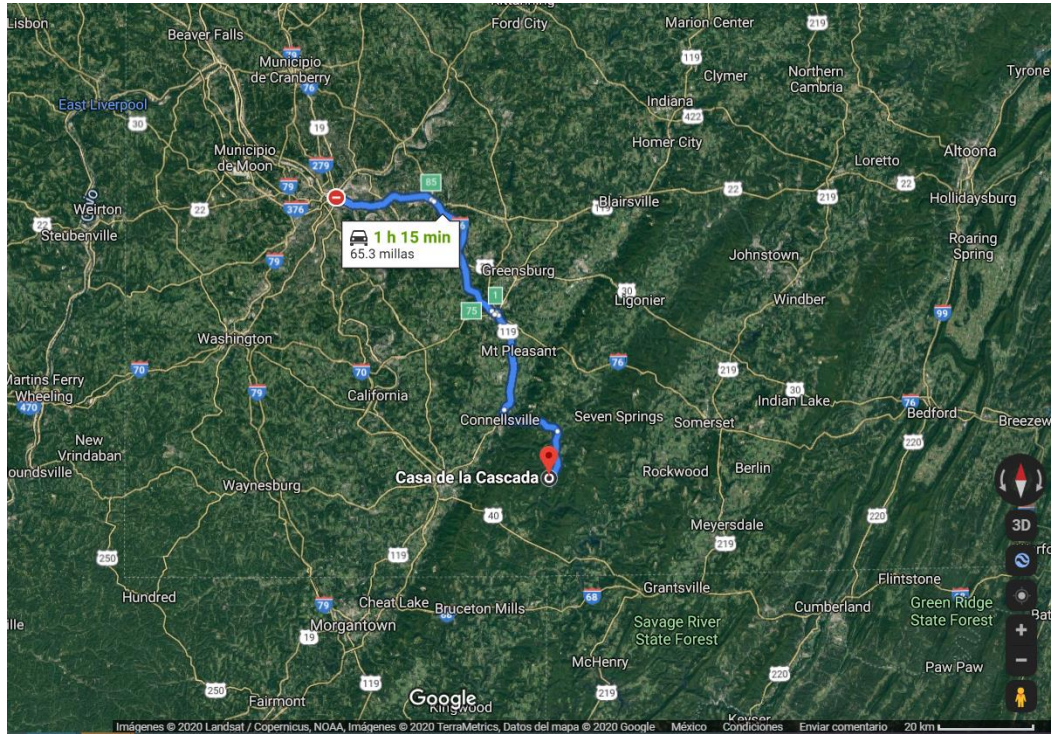 Lisbon
Beaver Falls
Ford City
Marion Center
219
79
Municipio
de Cranberry
76
119
Clymer
Northern
Cambria
Tyrone
East Liverpool
30
19
Indiana
422
Homer City
Municipio
de Moon
279
79
Loretto
Altoona
85
22
219
22
Hollidaysburg
Weirton
22
376
Blairsville
22
Steubenville
1 h 15 min
65.3 millas
79
Greensburg
Johnstown
Roaring
Spring
1
30
Ligonier
Windber
75
99
119
Washington
Mt Pleasant
70
70
76
219
Martins Ferry
Wheeling
79
California
30
Indian Lake
76
470
Connellsville
Seven Springs
Somerset
Bedford
New
Vrindaban
220
Casa de la Cascada
Rockwood
Berlin
Waynesburg
40
220
3D
Meyersdale
219
250
119
Hundred
79
Cheat Lake
Bruceton Mills
68
Grantsville
Flintstone
68
Cumberland
Green Ridge
State Forest
19
Morgantown
Savage River
State Forest
McHenry
220
Paw Paw
250
119
219
Fairmont
Google
Kingwood
Keyser
Imágenes © 2020 Landsat / Copernicus, NOAA, Imágenes © 2020 TerraMetrics, Datos del mapa © 2020 Google México Condiciones Enviar comentario 20 km